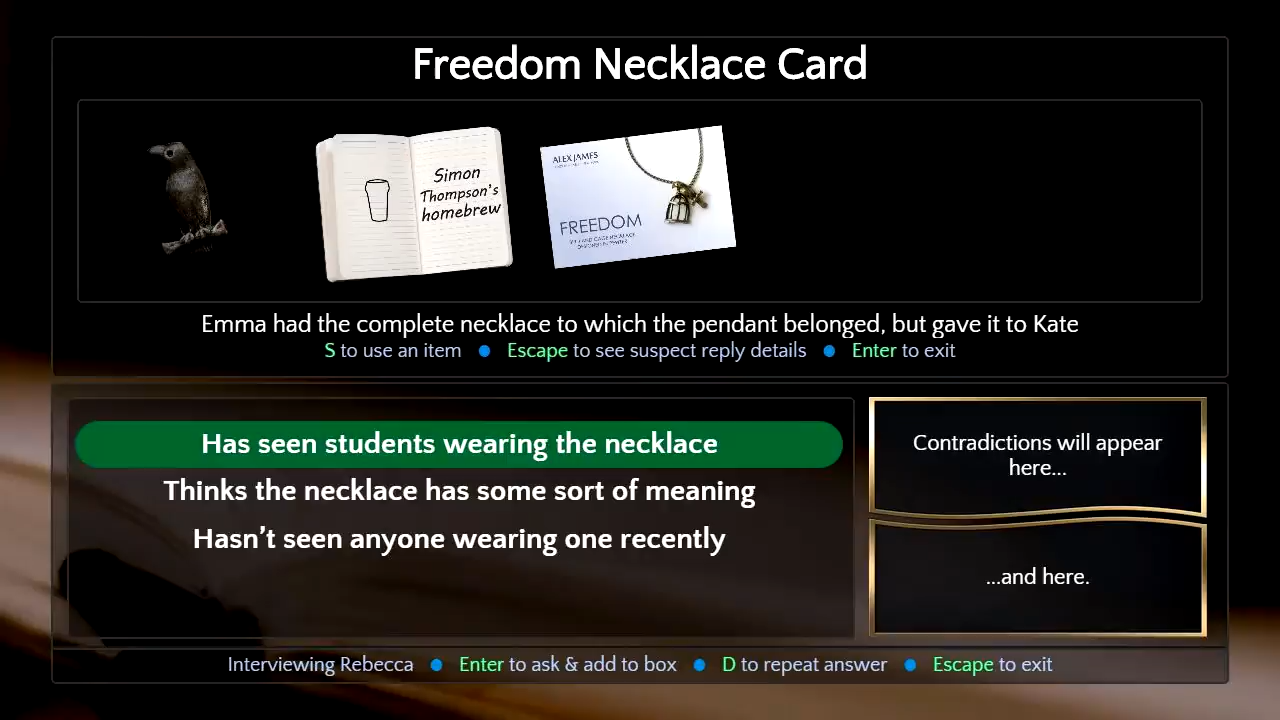 Freedom Necklace Card
Simon
Thompson's
homebrew
ALEX JAMES
FREEDOM
Emma had the complete necklace to which the pendant belonged, but gave it to Kate
S to use an item Escape to see suspect reply details Enter to exit
Has seen students wearing the necklace
Thinks the necklace has some sort of meaning
Hasn't seen anyone wearing one recently
Contradictions will appear
here...
...and here.
Interviewing Rebecca Enter to ask & add to box D to repeat answer Escape to exit